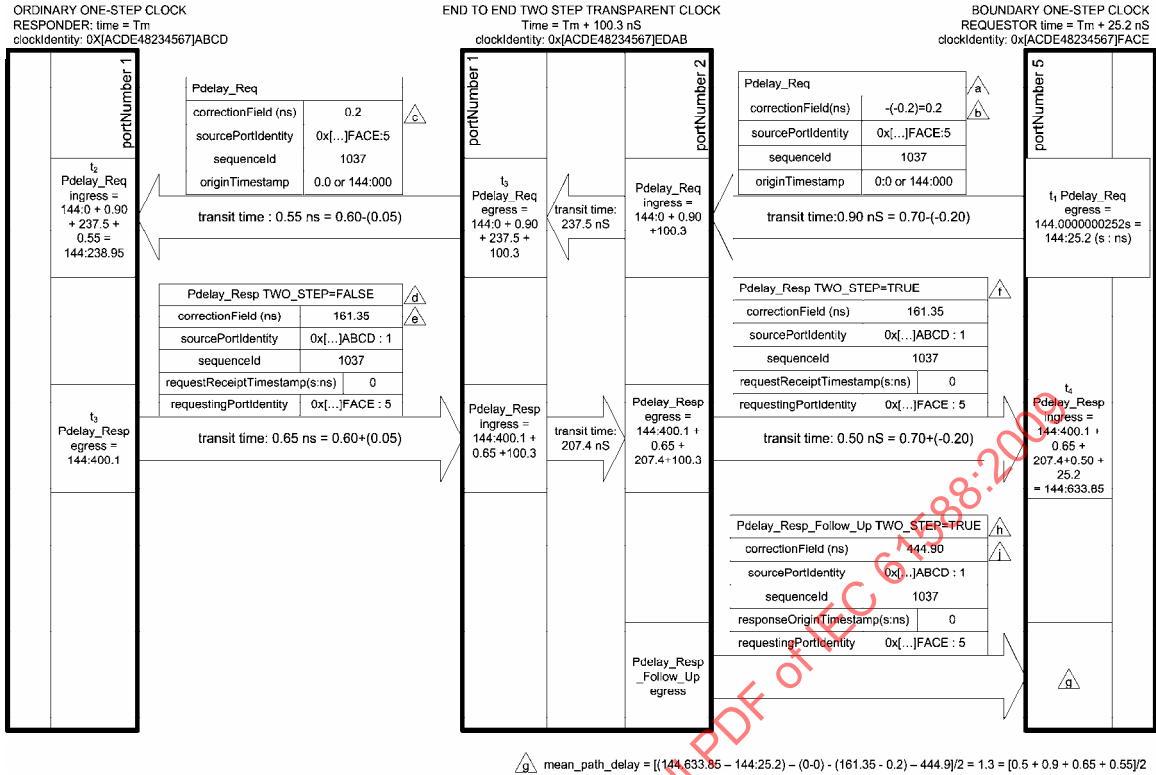 ORDINARY ONE-STEP CLOCK
RESPONDER: time = Tm
clockIdentity: 0X[ACDE48234567]ABCD
END TO END TWO STEP TRANSPARENT CLOCK
Time = Tm + 100.3 nS
clockIdentity: 0x[ACDE48234567]EDAB
BOUNDARY ONE-STEP CLOCK
REQUESTOR time = Tm + 25.2 nS
clockIdentity: 0x[ACDE48234567]FACE
portNumber 1
portNumber 1
portNumber 2
portNumber 5
Pdelay_Req
correctionField (ns) 0.2
c
sourcePortIdentity 0x[...]FACE:5
sequenceId 1037
originTimestamp 0:0 or 144:000
Pdelay_Req
a
correctionField(ns) -(-0.2)=0.2
b
sourcePortIdentity 0x[...]FACE:5
sequenceId 1037
originTimestamp 0:0 or 144:000
t2
Pdelay_Req
ingress =
144:0 + 0.90
+ 237.5 +
0.55 =
144:238.95
transit time : 0.55 ns = 0.60-(0.05)
t3
Pdelay_Req
egress =
144:0 + 0.90
+ 237.5 +
100.3
transit time:
237.5 nS
Pdelay_Req
ingress =
144:0 + 0.90
+100.3
transit time:0.90 nS = 0.70-(-0.20)
t1 Pdelay_Req
egress =
144.0000000252s =
144:25.2 (s : ns)
Pdelay_Resp TWO_STEP=FALSE
d
correctionField (ns) 161.35
e
sourcePortIdentity 0x[...]ABCD : 1
sequenceId 1037
requestReceiptTimestamp(s:ns) 0
requestingPortIdentity 0x[...]FACE : 5
Pdelay_Resp TWO_STEP=TRUE
f
correctionField (ns) 161.35
sourcePortIdentity 0x[...]ABCD : 1
sequenceId 1037
requestReceiptTimestamp(s:ns) 0
requestingPortIdentity 0x[...]FACE : 5
t3
Pdelay_Resp
egress =
144:400.1
transit time: 0.65 ns = 0.60+(0.05)
Pdelay_Resp
ingress =
144:400.1 +
0.65 +100.3
transit time:
207.4 nS
Pdelay_Resp
egress =
144:400.1 +
0.65 +
207.4+100.3
transit time: 0.50 nS = 0.70+(-0.20)
t4
Pdelay_Resp
ingress =
144:400.1 +
0.65 +
207.4+0.50 +
25.2
= 144:633.85
Pdelay_Resp_Follow_Up TWO_STEP=TRUE
h
correctionField (ns) 444.90
j
sourcePortIdentity 0x[...]ABCD : 1
sequenceId 1037
responseOriginTimestamp(s:ns) 0
requestingPortIdentity 0x[...]FACE : 5
Pdelay_Resp
_Follow_Up
egress
g
g mean_path_delay = [(144.633.85 – 144:25.2) – (0-0) - (161.35 - 0.2) – 444.9]/2 = 1.3 = [0.5 + 0.9 + 0.65 + 0.55]/2
PDF of IEC 61588:2009